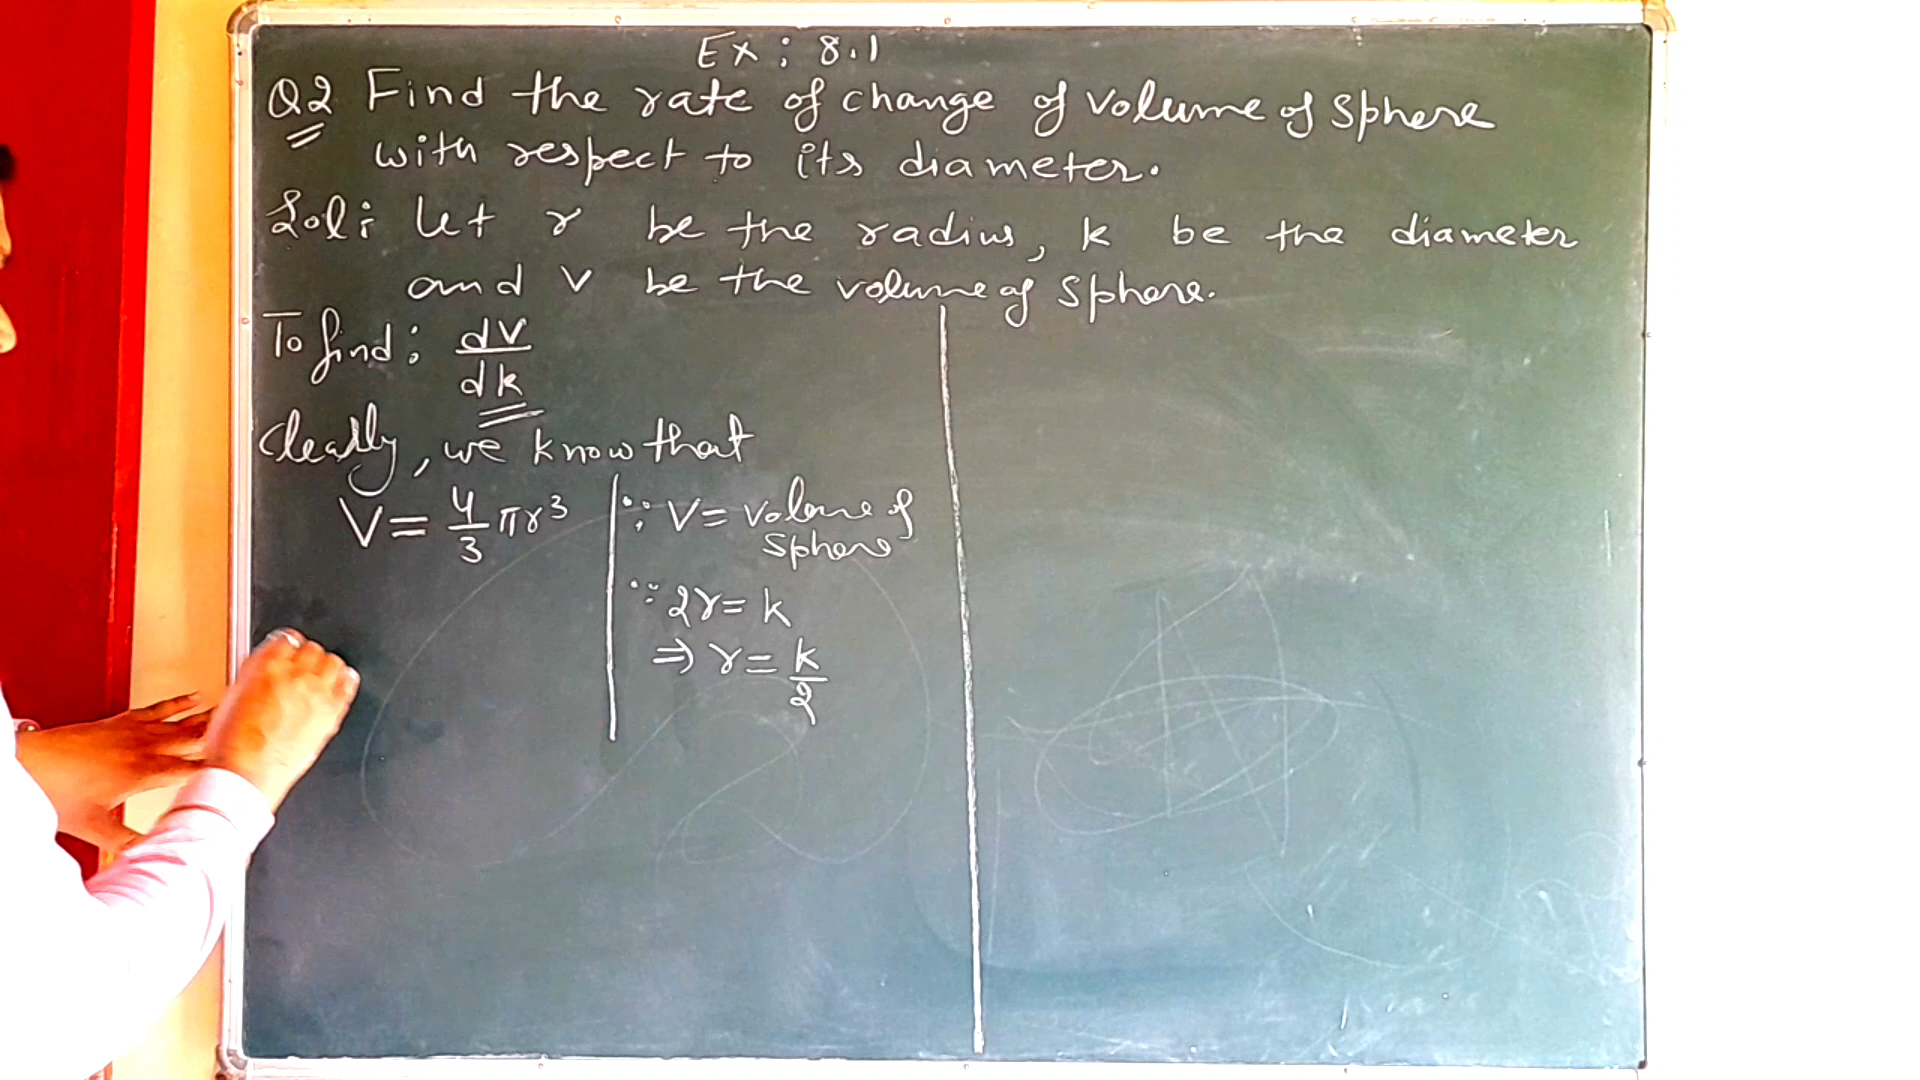 Ex: 8.1
Q2 Find the rate of change of volume of sphere
with respect to its diameter.
Sol: Let r be the radius, k be the diameter
and V be the volume of sphere.
To find: dV/dk
Clearly, we know that
V = 4/3 πr³
∵ V = volume of
sphere
∵ 2r = k
⇒ r = k/2